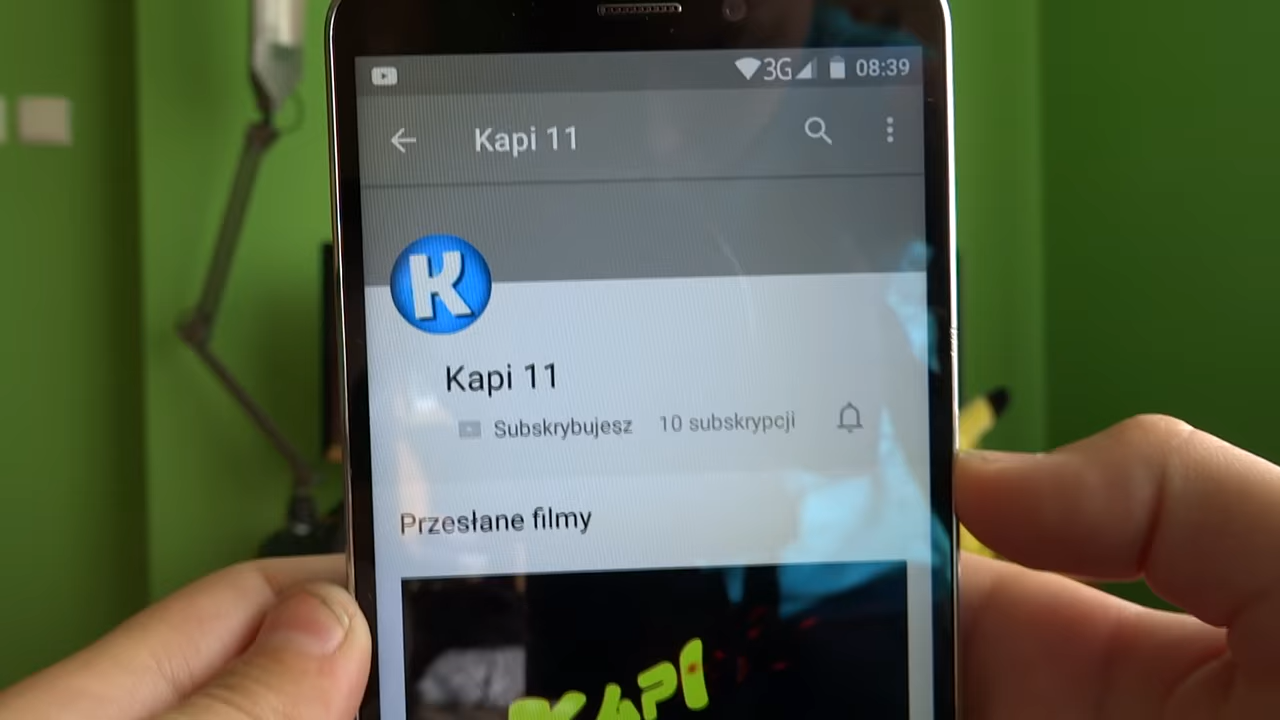 3G 08:39
Kapi 11
K
Kapi 11
Subskrybujesz 10 subskrypcji
Przesłane filmy
KAPI